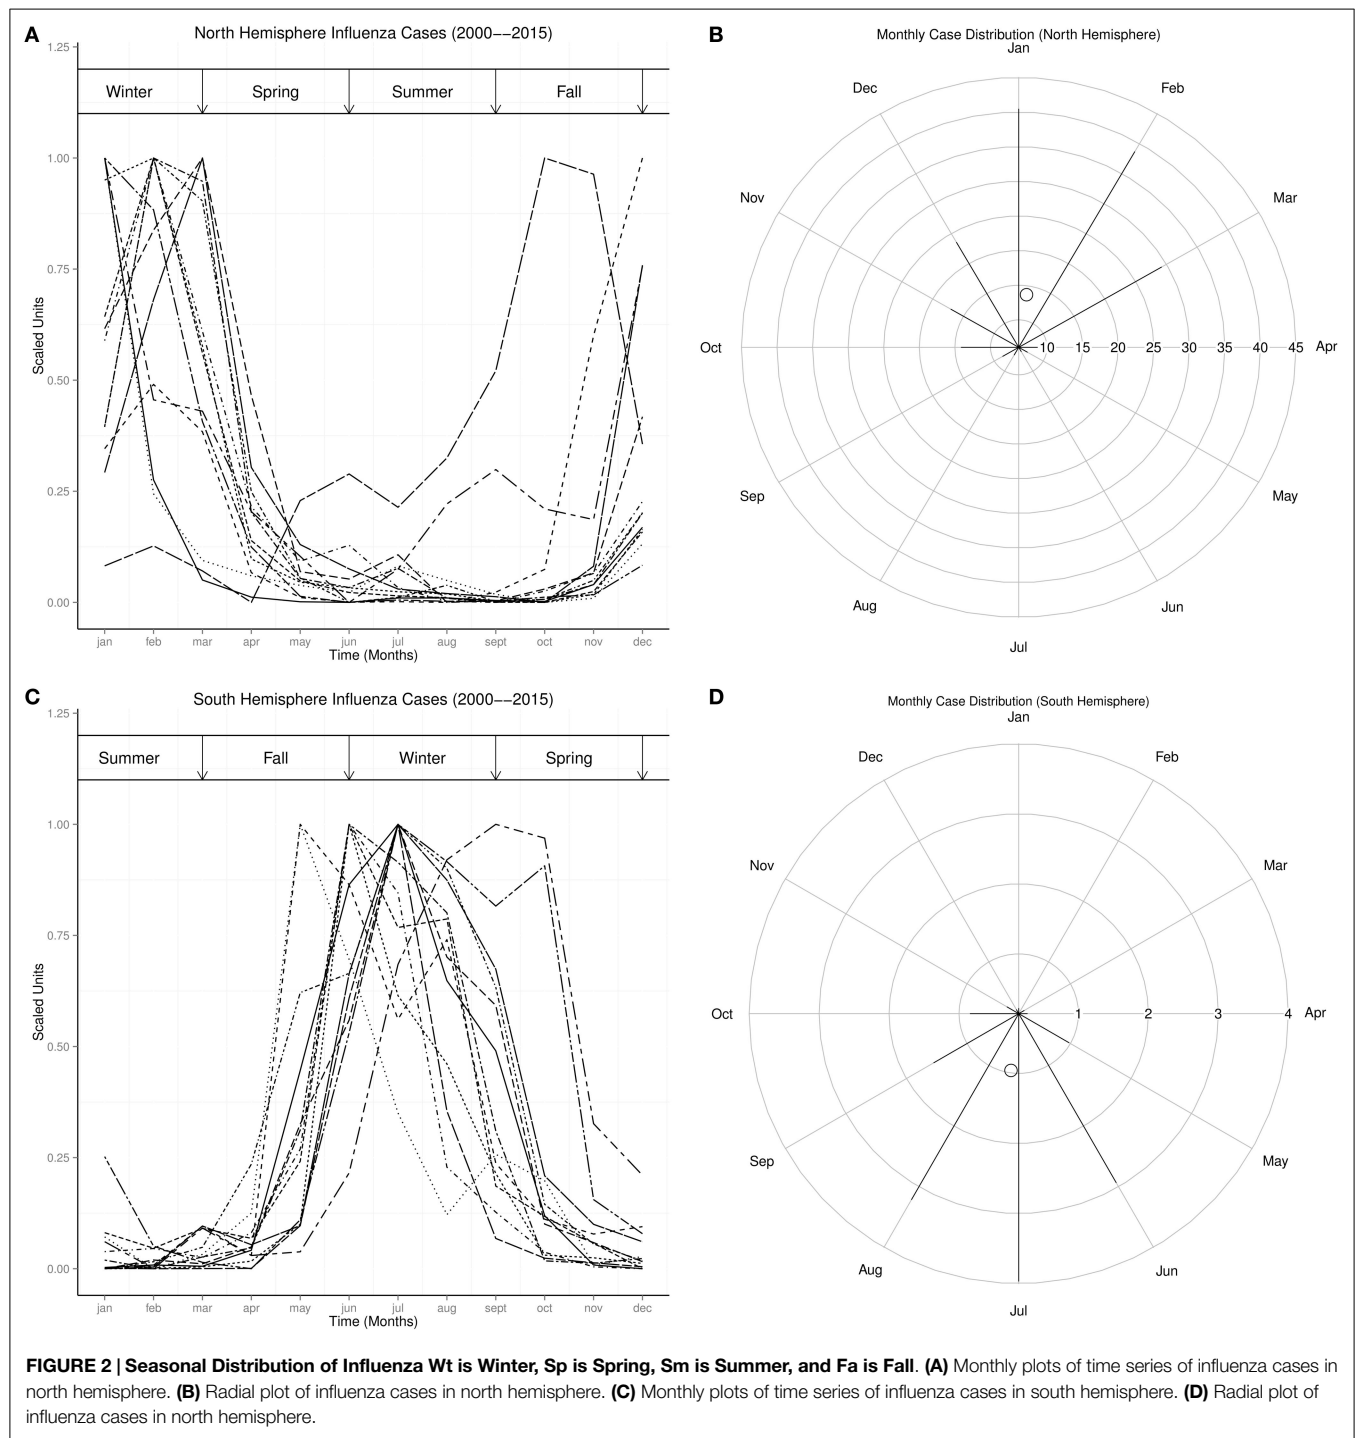 A
North Hemisphere Influenza Cases (2000––2015)
1.25
Winter
Spring
Summer
Fall
1.00
0.75
0.50
0.25
0.00
Scaled Units
jan feb mar apr may jun jul aug sept oct nov dec
Time (Months)
B
Monthly Case Distribution (North Hemisphere)
Jan
Dec
Feb
Nov
Mar
Oct
10 15 20 25 30 35 40 45
Apr
Sep
May
Aug
Jun
Jul
C
South Hemisphere Influenza Cases (2000––2015)
1.25
Summer
Fall
Winter
Spring
1.00
0.75
0.50
0.25
0.00
Scaled Units
jan feb mar apr may jun jul aug sept oct nov dec
Time (Months)
D
Monthly Case Distribution (South Hemisphere)
Jan
Dec
Feb
Nov
Mar
Oct
1 2 3 4
Apr
Sep
May
Aug
Jun
Jul
FIGURE 2 | Seasonal Distribution of Influenza Wt is Winter, Sp is Spring, Sm is Summer, and Fa is Fall. (A) Monthly plots of time series of influenza cases in
north hemisphere. (B) Radial plot of influenza cases in north hemisphere. (C) Monthly plots of time series of influenza cases in south hemisphere. (D) Radial plot of
influenza cases in north hemisphere.